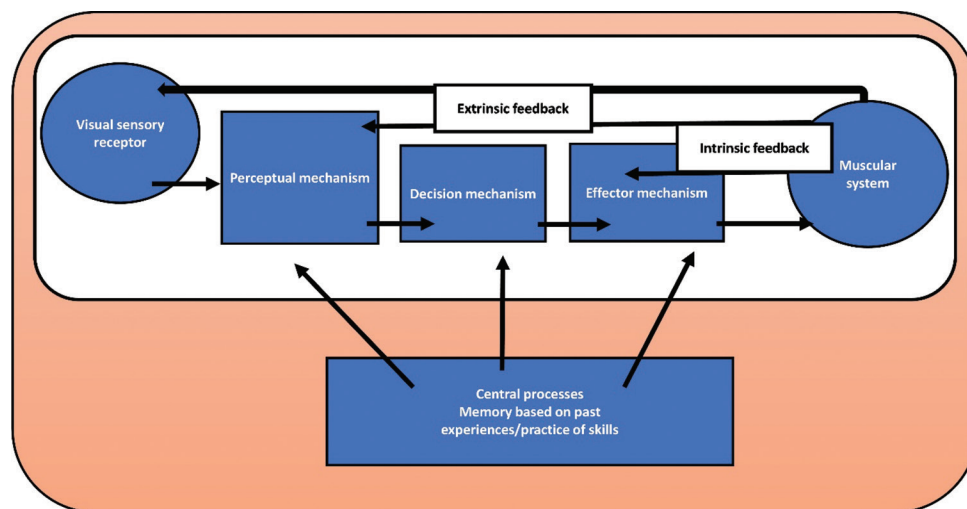 Extrinsic feedback
Visual sensory
receptor
Intrinsic feedback
Perceptual mechanism
Decision mechanism
Effector mechanism
Muscular
system
Central processes
Memory based on past
experiences/practice of skills